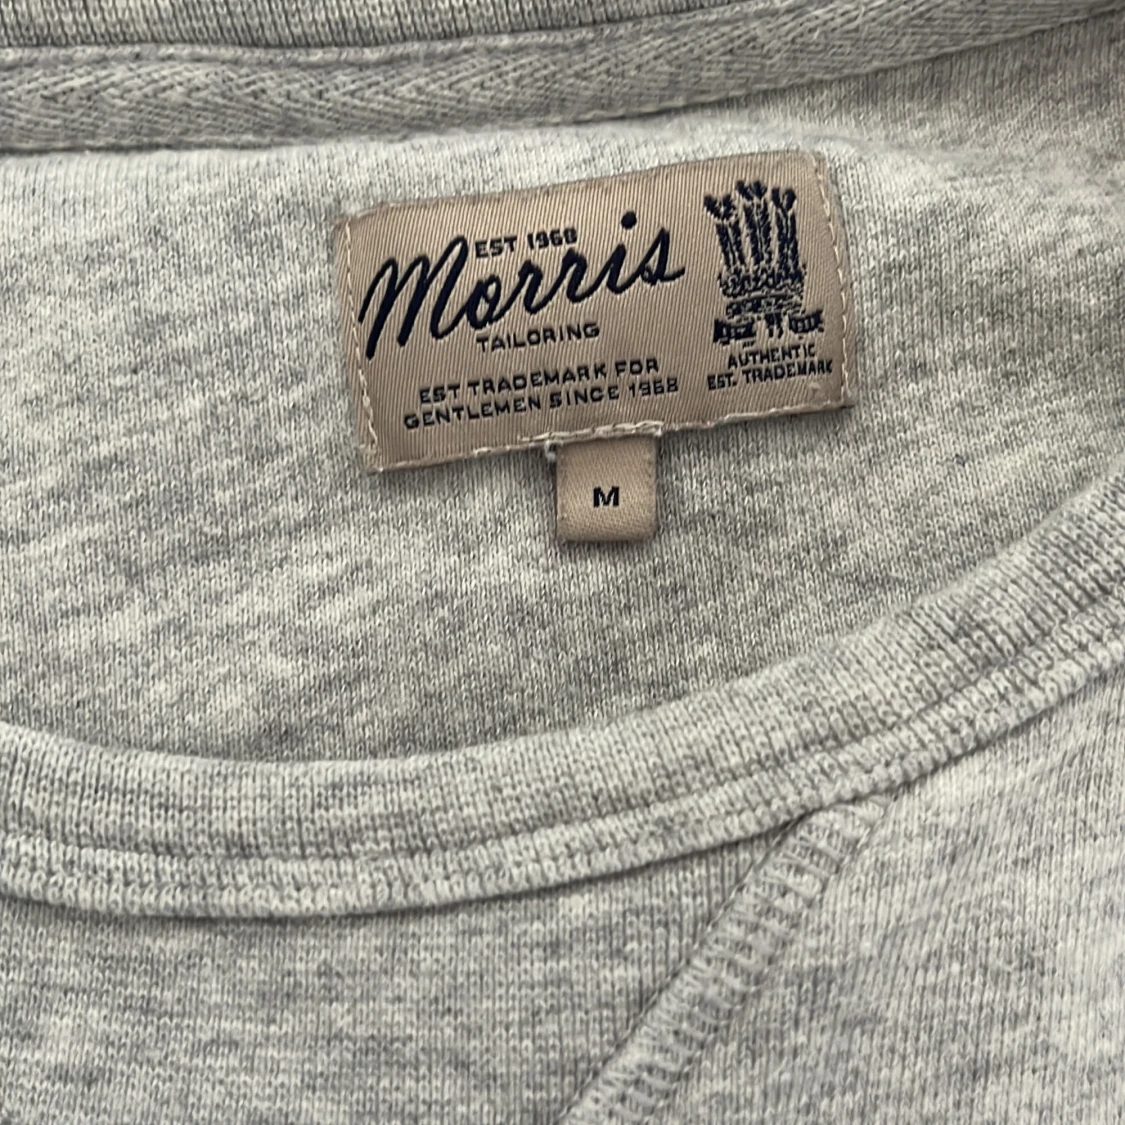 EST 1968
Morris
TAILORING
EST TRADEMARK FOR
GENTLEMEN SINCE 1968
AUTHENTIC
EST. TRADEMARK
M